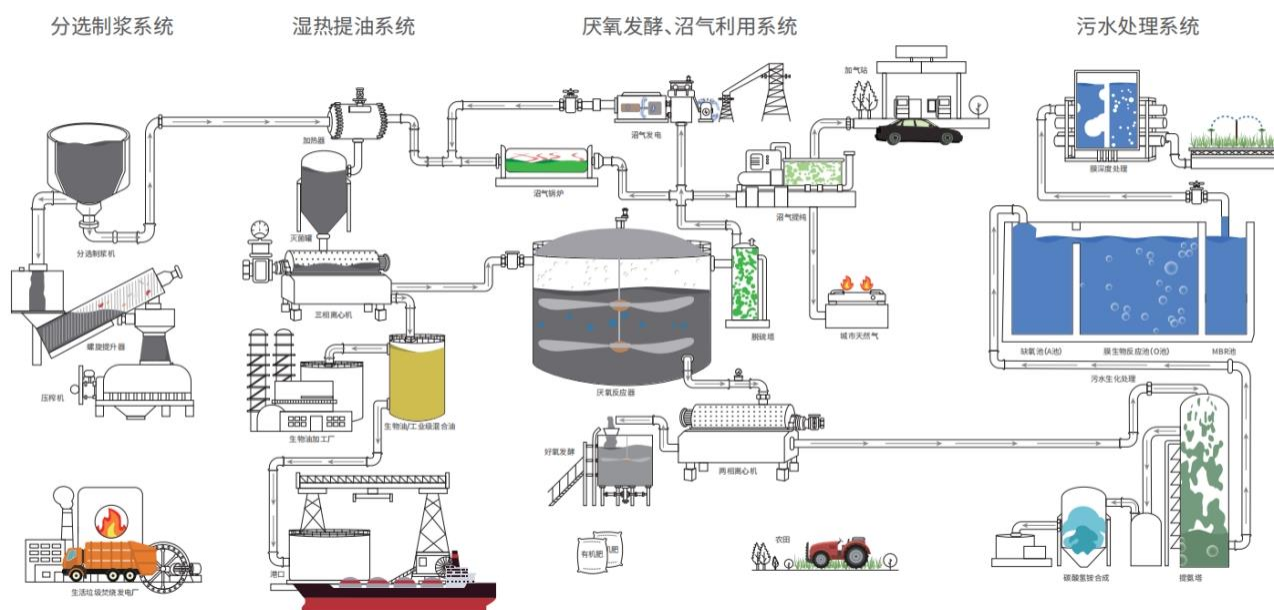 分选制浆系统
湿热提油系统
厌氧发酵、沼气利用系统
污水处理系统
加气站
加热器
沼气发电
膜深度处理
沼气锅炉
沼气提纯
灭菌罐
分选制浆机
三相离心机
脱硫塔
城市天然气
螺旋提升器
缺氧池(A池)
膜生物反应池(O池)
MBR池
污水生化处理
压榨机
厌氧反应器
生物油/工业级混合油
生物油加工厂
好氧发酵
两相离心机
有机肥
机肥
农田
港口
碳酸氢铵合成
提氨塔
生活垃圾焚烧发电厂